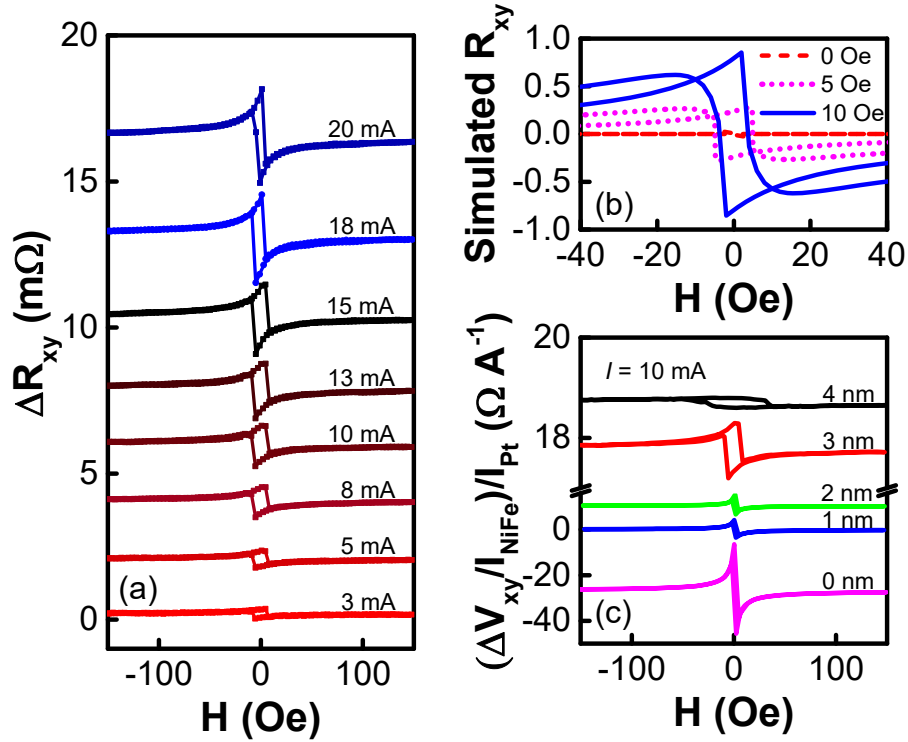 20
15
10
5
0
ΔR_xy (mΩ)
20 mA
18 mA
15 mA
13 mA
10 mA
8 mA
5 mA
3 mA
(a)
-100 0 100
H (Oe)
Simulated R_xy
1.0
0.5
0.0
-0.5
-1.0
0 Oe
5 Oe
10 Oe
(b)
-40 -20 0 20 40
H (Oe)
(ΔV_xy/I_NiFe)/I_Pt (Ω A⁻¹)
20
18
0
-20
-40
I = 10 mA
4 nm
3 nm
2 nm
1 nm
0 nm
(c)
-100 0 100
H (Oe)